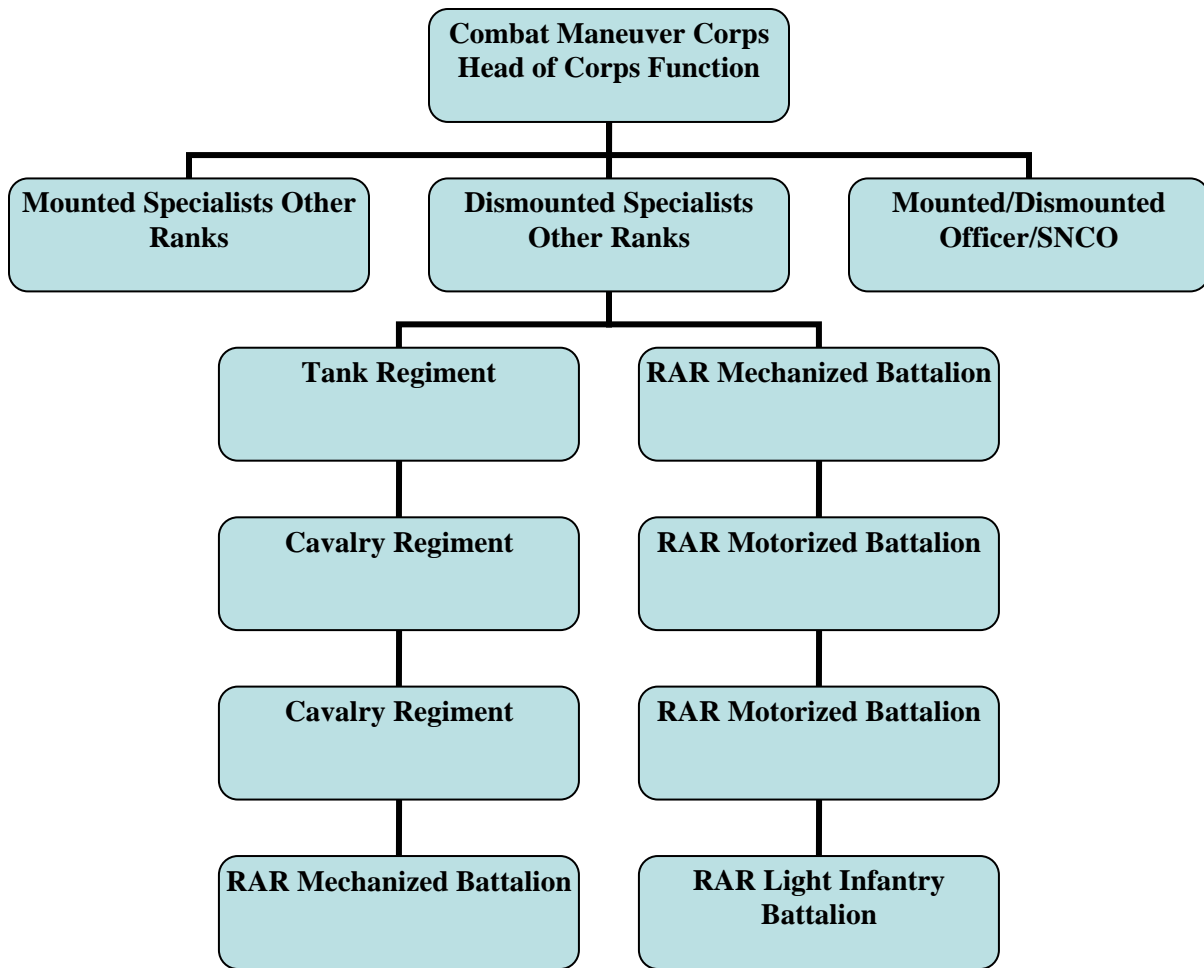 Combat Maneuver Corps
Head of Corps Function
Mounted Specialists Other
Ranks
Dismounted Specialists
Other Ranks
Mounted/Dismounted
Officer/SNCO
Tank Regiment
RAR Mechanized Battalion
Cavalry Regiment
RAR Motorized Battalion
Cavalry Regiment
RAR Motorized Battalion
RAR Mechanized Battalion
RAR Light Infantry
Battalion